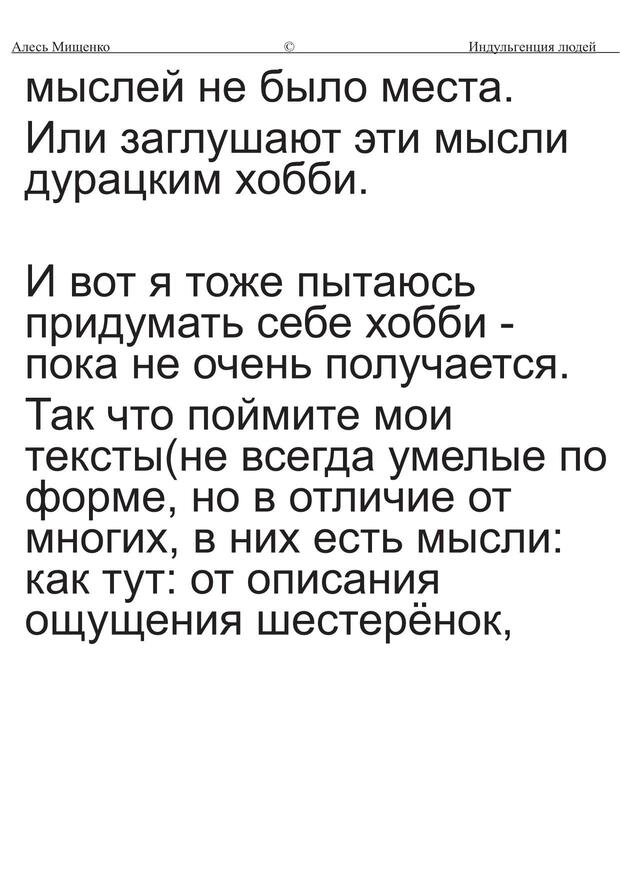 Алесь Мищенко © Индульгенция людей
мыслей не было места.
Или заглушают эти мысли
дурацким хобби.
И вот я тоже пытаюсь
придумать себе хобби -
пока не очень получается.
Так что поймите мои
тексты(не всегда умелые по
форме, но в отличие от
многих, в них есть мысли:
как тут: от описания
ощущения шестерёнок,